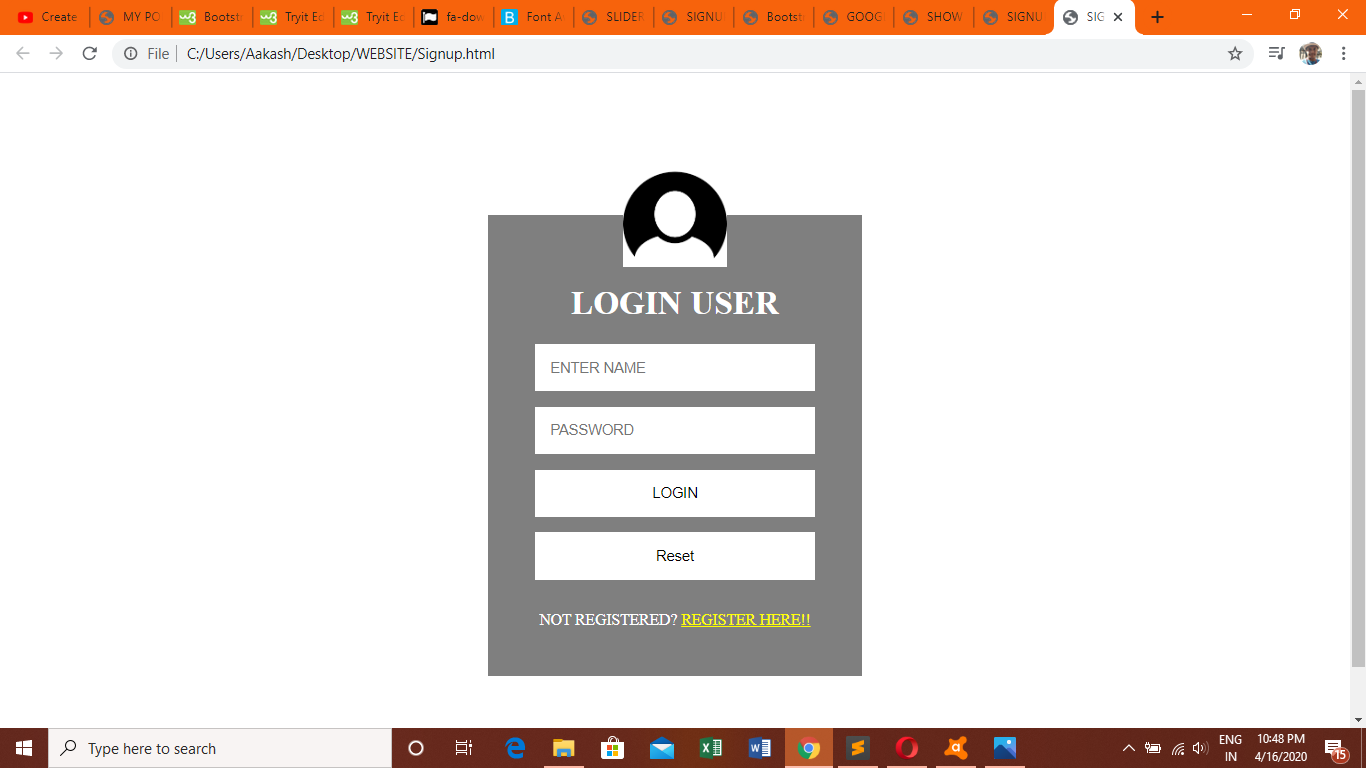 Create
MY PO
Bootst
Tryit Ed
Tryit Ed
fa-dow
Font A
SLIDER
SIGNU
Bootst
GOOG
SHOW
SIGNU
SIG
File
C:/Users/Aakash/Desktop/WEBSITE/Signup.html
LOGIN USER
ENTER NAME
PASSWORD
LOGIN
Reset
NOT REGISTERED? REGISTER HERE!!
Type here to search
ENG
IN
10:48 PM
4/16/2020
15